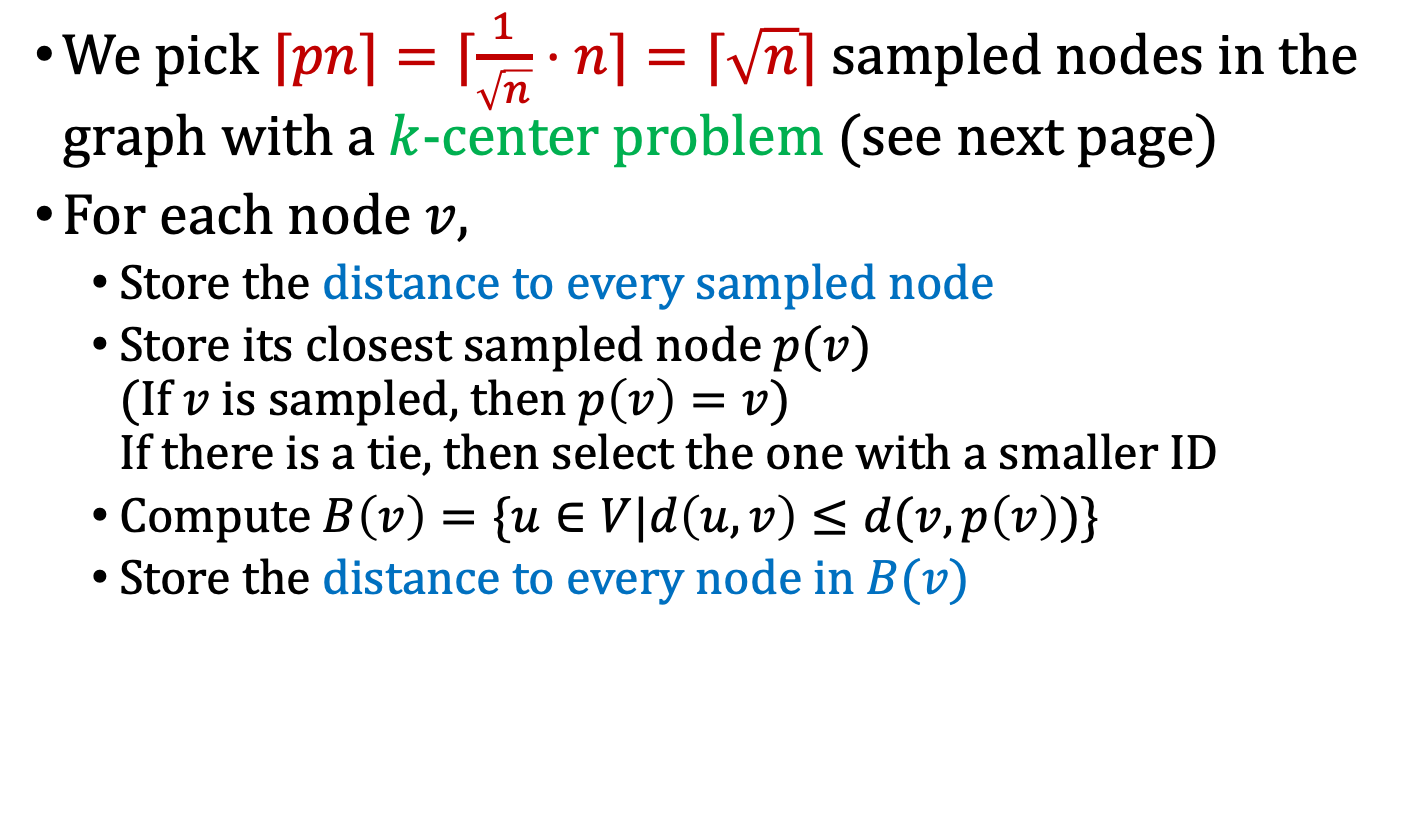 • We pick ⌈𝑝𝑛⌉ = ⌈1/√𝑛 · 𝑛⌉ = ⌈√𝑛⌉ sampled nodes in the
graph with a 𝑘-center problem (see next page)
• For each node 𝑣,
• Store the distance to every sampled node
• Store its closest sampled node 𝑝(𝑣)
(If 𝑣 is sampled, then 𝑝(𝑣) = 𝑣)
If there is a tie, then select the one with a smaller ID
• Compute 𝐵(𝑣) = {𝑢 ∈ 𝑉|𝑑(𝑢, 𝑣) ≤ 𝑑(𝑣, 𝑝(𝑣))}
• Store the distance to every node in 𝐵(𝑣)